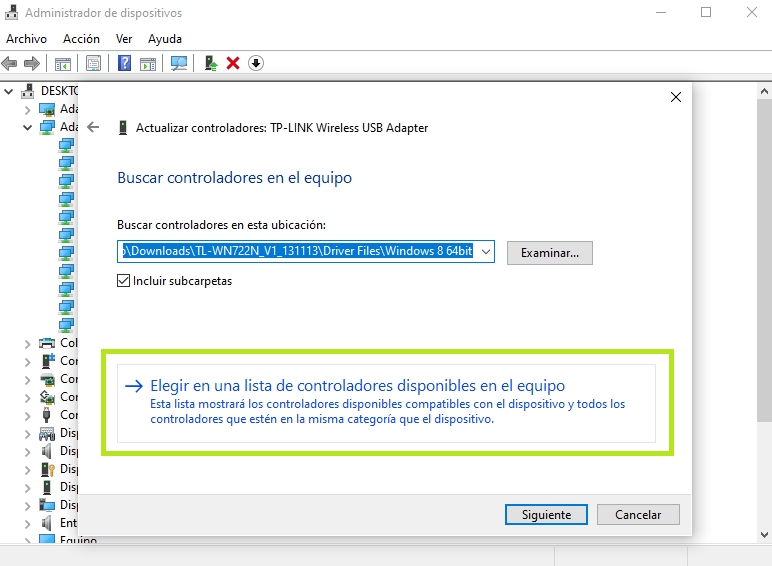 Administrador de dispositivos
Archivo Acción Ver Ayuda
DESKTO
Ada
Ada
Col
Con
Con
Con
Con
Disp
Disp
Disp
Disp
Disp
Ent
Equipo
Actualizar controladores: TP-LINK Wireless USB Adapter
Buscar controladores en el equipo
Buscar controladores en esta ubicación:
\Downloads\TL-WN722N_V1_131113\Driver Files\Windows 8 64bit
Examinar...
Incluir subcarpetas
Elegir en una lista de controladores disponibles en el equipo
Esta lista mostrará los controladores disponibles compatibles con el dispositivo y todos los
controladores que estén en la misma categoría que el dispositivo.
Siguiente Cancelar